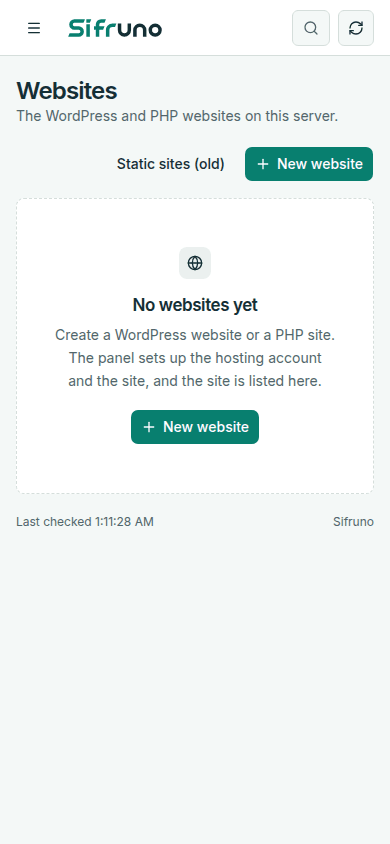 Sifruno
Websites
The WordPress and PHP websites on this server.
Static sites (old)
New website
No websites yet
Create a WordPress website or a PHP site.
The panel sets up the hosting account
and the site, and the site is listed here.
New website
Last checked 1:11:28 AM
Sifruno